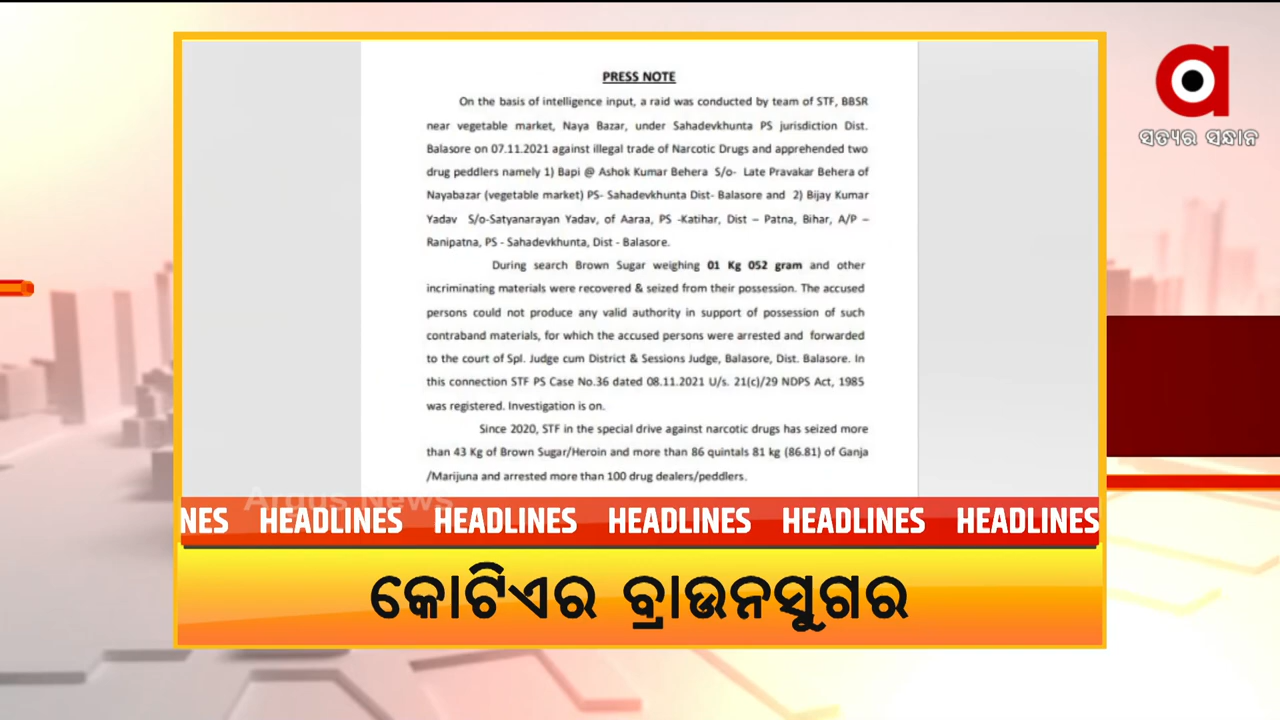 PRESS NOTE
On the basis of intelligence input, a raid was conducted by team of STF, BBSR
near vegetable market, Naya Bazar, under Sahadevkhunta PS jurisdiction Dist.
Balasore on 07.11.2021 against illegal trade of Narcotic Drugs and apprehended two
drug peddlers namely 1) Bapi @ Ashok Kumar Behera S/o- Late Pravakar Behera of
Nayabazar (vegetable market) PS- Sahadevkhunta Dist- Balasore and 2) Bijay Kumar
Yadav S/o-Satyanarayan Yadav, of Aaraa, PS -Katihar, Dist – Patna, Bihar, A/P –
Ranipatna, PS - Sahadevkhunta, Dist - Balasore.
During search Brown Sugar weighing 01 Kg 052 gram and other
incriminating materials were recovered & seized from their possession. The accused
persons could not produce any valid authority in support of possession of such
contraband materials, for which the accused persons were arrested and forwarded
to the court of Spl. Judge cum District & Sessions Judge, Balasore, Dist. Balasore. In
this connection STF PS Case No.36 dated 08.11.2021 U/s. 21(c)/29 NDPS Act, 1985
was registered. Investigation is on.
Since 2020, STF in the special drive against narcotic drugs has seized more
than 43 Kg of Brown Sugar/Heroin and more than 86 quintals 81 kg (86.81) of Ganja
/Marijuna and arrested more than 100 drug dealers/peddlers.
Argus News
NES HEADLINES HEADLINES HEADLINES HEADLINES HEADLINES
କୋଟିଏର ବ୍ରାଉନସୁଗର
a
ସତ୍ୟର ସନ୍ଧାନ